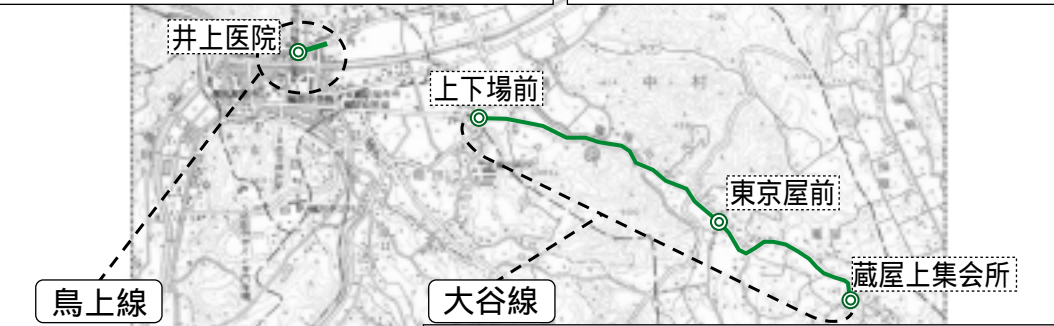 井上医院
上下場前
東京屋前
蔵屋上集会所
鳥上線
大谷線